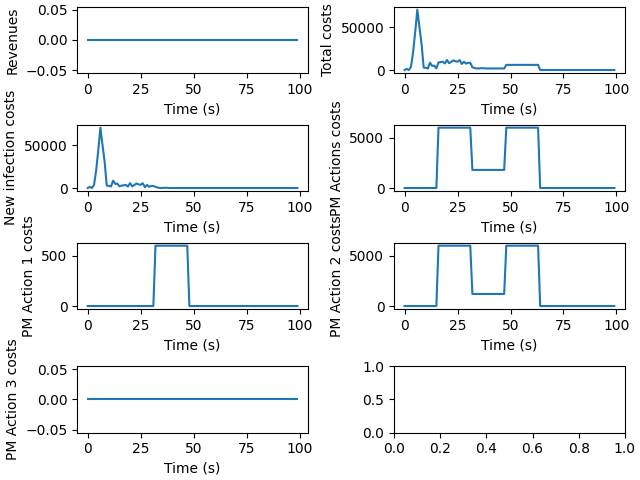 Revenues
0.05
0.00
−0.05
0 25 50 75 100
Time (s)
Total costs
50000
0
0 25 50 75 100
Time (s)
New infection costs
50000
0
0 25 50 75 100
Time (s)
PM Actions costs
5000
0
0 25 50 75 100
Time (s)
PM Action 1 costs
500
0
0 25 50 75 100
Time (s)
PM Action 2 costs
5000
0
0 25 50 75 100
Time (s)
PM Action 3 costs
0.05
0.00
−0.05
0 25 50 75 100
Time (s)
1.0
0.5
0.0
0.0 0.2 0.4 0.6 0.8 1.0